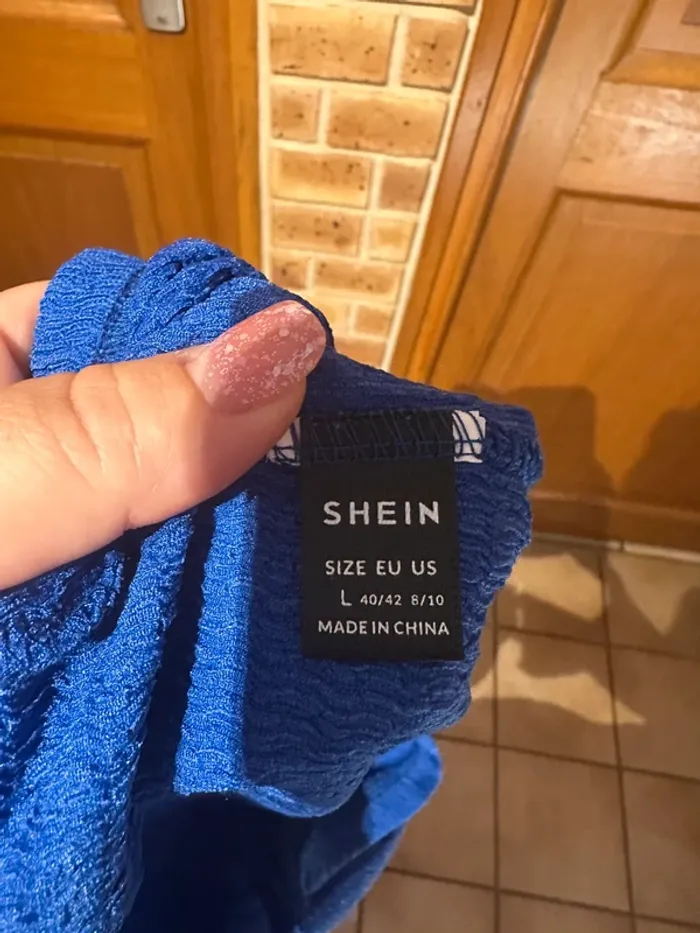 SHEIN
SIZE EU US
L 40/42 8/10
MADE IN CHINA